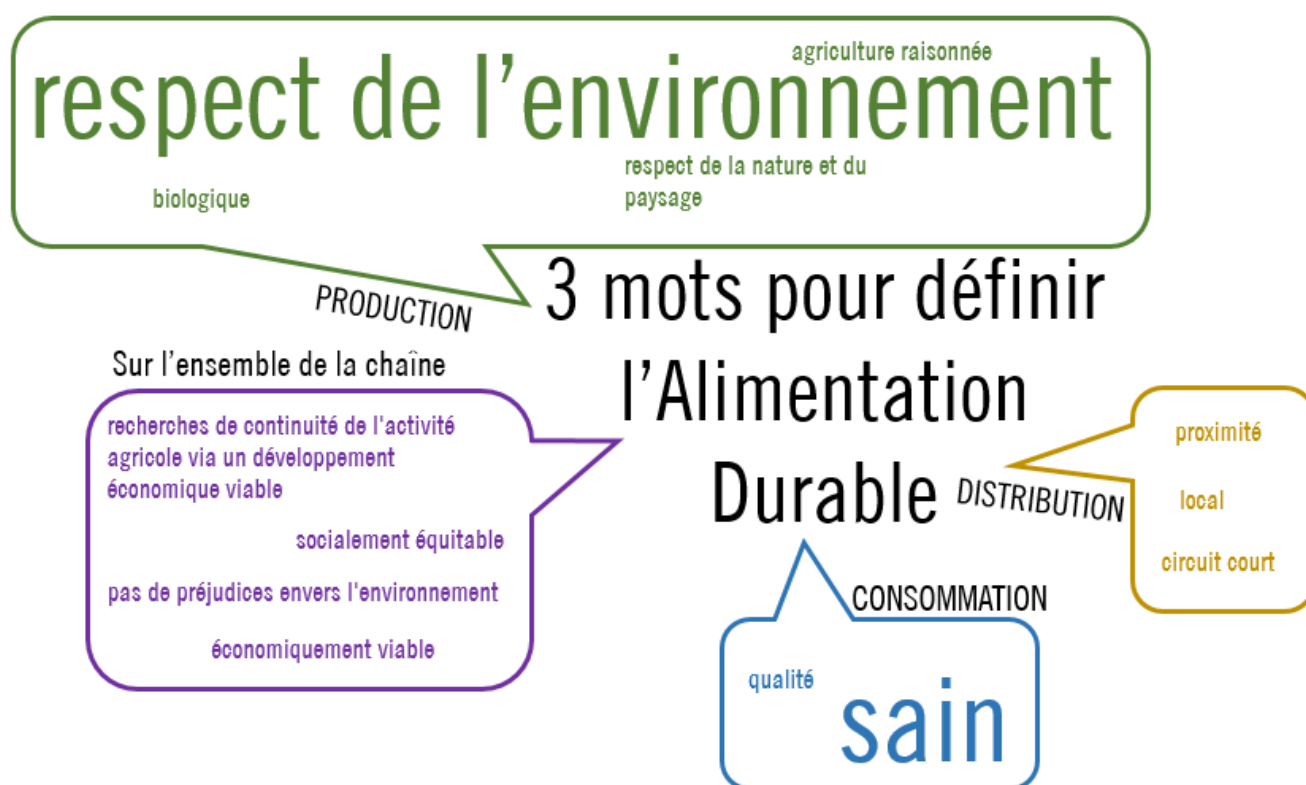 agriculture raisonnée
respect de l'environnement
respect de la nature et du
paysage
biologique
3 mots pour définir
l'Alimentation
Durable
PRODUCTION
Sur l'ensemble de la chaîne
recherches de continuité de l'activité
agricole via un développement
économique viable
socialement équitable
pas de préjudices envers l'environnement
économiquement viable
DISTRIBUTION
proximité
local
circuit court
CONSOMMATION
qualité
sain